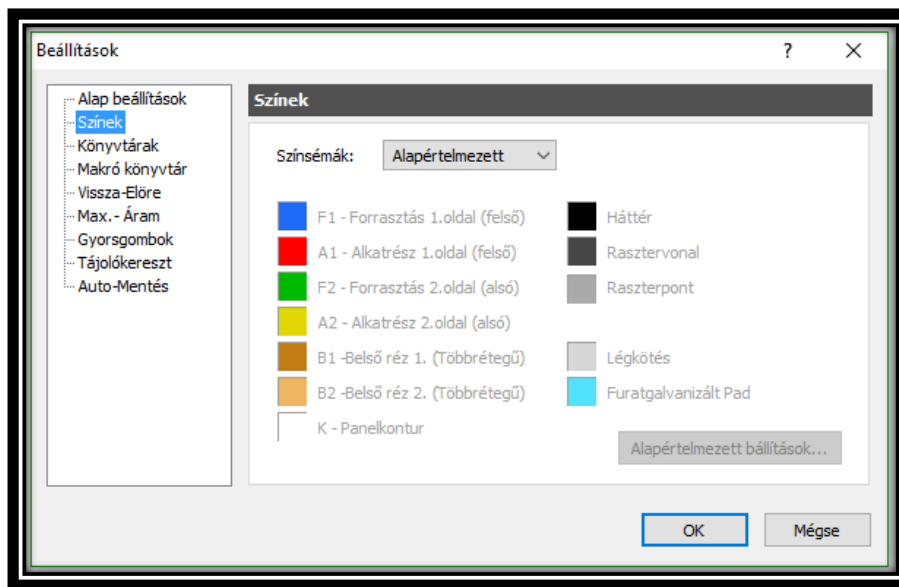 Beállítások
?
Alap beállítások
Színek
Könyvtárak
Makró könyvtár
Vissza-Elöre
Max.- Áram
Gyorsgombok
Tájolókereszt
Auto-Mentés
Színek
Színsémák: Alapértelmezett
F1 - Forrasztás 1.oldal (felső) Háttér
A1 - Alkatrész 1.oldal (felső) Rasztervonal
F2 - Forrasztás 2.oldal (alsó) Raszterpont
A2 - Alkatrész 2.oldal (alsó)
B1 -Belső réz 1. (Többrétegű) Légkötés
B2 -Belső réz 2. (Többrétegű) Furatgalvanizált Pad
K - Panelkontur
Alapértelmezett bállítások...
OK Mégse